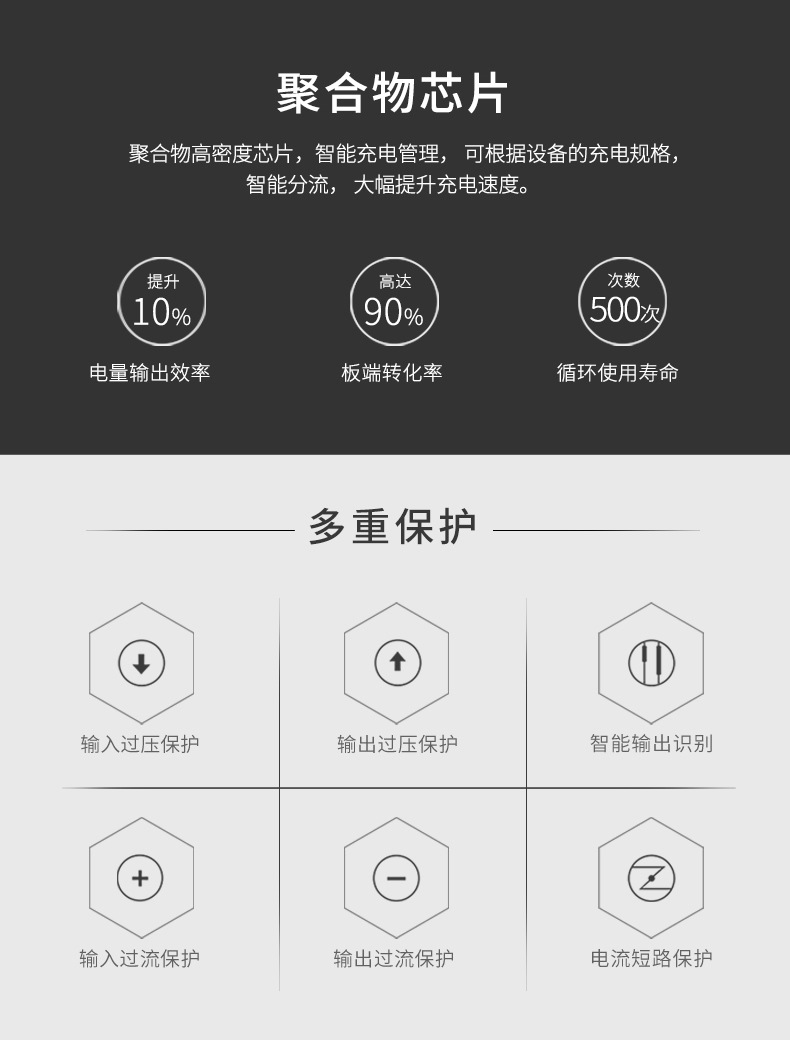 聚合物芯片
聚合物高密度芯片，智能充电管理， 可根据设备的充电规格，
智能分流， 大幅提升充电速度。
提升
10%
电量输出效率
高达
90%
板端转化率
次数
500次
循环使用寿命
多重保护
输入过压保护
输出过压保护
智能输出识别
输入过流保护
输出过流保护
电流短路保护